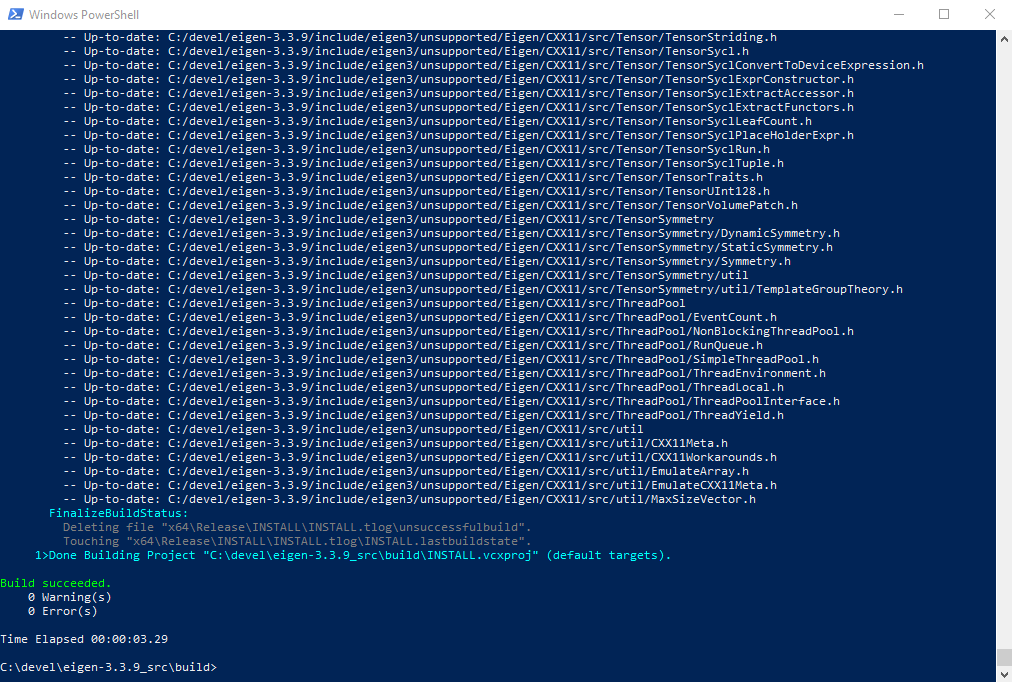 Windows PowerShell
-- Up-to-date: C:/devel/eigen-3.3.9/include/eigen3/unsupported/Eigen/CXX11/src/Tensor/TensorStriding.h
-- Up-to-date: C:/devel/eigen-3.3.9/include/eigen3/unsupported/Eigen/CXX11/src/Tensor/TensorSycl.h
-- Up-to-date: C:/devel/eigen-3.3.9/include/eigen3/unsupported/Eigen/CXX11/src/Tensor/TensorSyclConvertToDeviceExpression.h
-- Up-to-date: C:/devel/eigen-3.3.9/include/eigen3/unsupported/Eigen/CXX11/src/Tensor/TensorSyclExprConstructor.h
-- Up-to-date: C:/devel/eigen-3.3.9/include/eigen3/unsupported/Eigen/CXX11/src/Tensor/TensorSyclExtractAccessor.h
-- Up-to-date: C:/devel/eigen-3.3.9/include/eigen3/unsupported/Eigen/CXX11/src/Tensor/TensorSyclExtractFunctors.h
-- Up-to-date: C:/devel/eigen-3.3.9/include/eigen3/unsupported/Eigen/CXX11/src/Tensor/TensorSyclLeafCount.h
-- Up-to-date: C:/devel/eigen-3.3.9/include/eigen3/unsupported/Eigen/CXX11/src/Tensor/TensorSyclPlaceHolderExpr.h
-- Up-to-date: C:/devel/eigen-3.3.9/include/eigen3/unsupported/Eigen/CXX11/src/Tensor/TensorSyclRun.h
-- Up-to-date: C:/devel/eigen-3.3.9/include/eigen3/unsupported/Eigen/CXX11/src/Tensor/TensorSyclTuple.h
-- Up-to-date: C:/devel/eigen-3.3.9/include/eigen3/unsupported/Eigen/CXX11/src/Tensor/TensorTraits.h
-- Up-to-date: C:/devel/eigen-3.3.9/include/eigen3/unsupported/Eigen/CXX11/src/Tensor/TensorUInt128.h
-- Up-to-date: C:/devel/eigen-3.3.9/include/eigen3/unsupported/Eigen/CXX11/src/Tensor/TensorVolumePatch.h
-- Up-to-date: C:/devel/eigen-3.3.9/include/eigen3/unsupported/Eigen/CXX11/src/TensorSymmetry
-- Up-to-date: C:/devel/eigen-3.3.9/include/eigen3/unsupported/Eigen/CXX11/src/TensorSymmetry/DynamicSymmetry.h
-- Up-to-date: C:/devel/eigen-3.3.9/include/eigen3/unsupported/Eigen/CXX11/src/TensorSymmetry/StaticSymmetry.h
-- Up-to-date: C:/devel/eigen-3.3.9/include/eigen3/unsupported/Eigen/CXX11/src/TensorSymmetry/Symmetry.h
-- Up-to-date: C:/devel/eigen-3.3.9/include/eigen3/unsupported/Eigen/CXX11/src/TensorSymmetry/util
-- Up-to-date: C:/devel/eigen-3.3.9/include/eigen3/unsupported/Eigen/CXX11/src/TensorSymmetry/util/TemplateGroupTheory.h
-- Up-to-date: C:/devel/eigen-3.3.9/include/eigen3/unsupported/Eigen/CXX11/src/ThreadPool
-- Up-to-date: C:/devel/eigen-3.3.9/include/eigen3/unsupported/Eigen/CXX11/src/ThreadPool/EventCount.h
-- Up-to-date: C:/devel/eigen-3.3.9/include/eigen3/unsupported/Eigen/CXX11/src/ThreadPool/NonBlockingThreadPool.h
-- Up-to-date: C:/devel/eigen-3.3.9/include/eigen3/unsupported/Eigen/CXX11/src/ThreadPool/RunQueue.h
-- Up-to-date: C:/devel/eigen-3.3.9/include/eigen3/unsupported/Eigen/CXX11/src/ThreadPool/SimpleThreadPool.h
-- Up-to-date: C:/devel/eigen-3.3.9/include/eigen3/unsupported/Eigen/CXX11/src/ThreadPool/ThreadEnvironment.h
-- Up-to-date: C:/devel/eigen-3.3.9/include/eigen3/unsupported/Eigen/CXX11/src/ThreadPool/ThreadLocal.h
-- Up-to-date: C:/devel/eigen-3.3.9/include/eigen3/unsupported/Eigen/CXX11/src/ThreadPool/ThreadPoolInterface.h
-- Up-to-date: C:/devel/eigen-3.3.9/include/eigen3/unsupported/Eigen/CXX11/src/ThreadPool/ThreadYield.h
-- Up-to-date: C:/devel/eigen-3.3.9/include/eigen3/unsupported/Eigen/CXX11/src/util
-- Up-to-date: C:/devel/eigen-3.3.9/include/eigen3/unsupported/Eigen/CXX11/src/util/CXX11Meta.h
-- Up-to-date: C:/devel/eigen-3.3.9/include/eigen3/unsupported/Eigen/CXX11/src/util/CXX11Workarounds.h
-- Up-to-date: C:/devel/eigen-3.3.9/include/eigen3/unsupported/Eigen/CXX11/src/util/EmulateArray.h
-- Up-to-date: C:/devel/eigen-3.3.9/include/eigen3/unsupported/Eigen/CXX11/src/util/EmulateCXX11Meta.h
-- Up-to-date: C:/devel/eigen-3.3.9/include/eigen3/unsupported/Eigen/CXX11/src/util/MaxSizeVector.h
FinalizeBuildStatus:
Deleting file "x64\Release\INSTALL\INSTALL.tlog\unsuccessfulbuild".
Touching "x64\Release\INSTALL\INSTALL.tlog\INSTALL.lastbuildstate".
1>Done Building Project "C:\devel\eigen-3.3.9_src\build\INSTALL.vcxproj" (default targets).
Build succeeded.
0 Warning(s)
0 Error(s)
Time Elapsed 00:00:03.29
C:\devel\eigen-3.3.9_src\build>